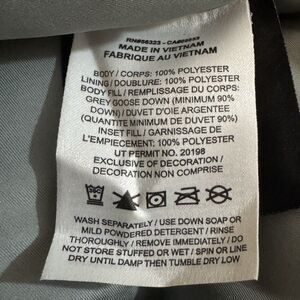 MADE IN VIETNAM
FABRIQUE AU VIETNAM
BODY / CORPS: 100% POLYESTER
LINING / DOUBLURE: 100% POLYESTER
BODY FILL / REMPLISSAGE DU CORPS:
GREY GOOSE DOWN (MINIMUM 90%
DOWN) / DUVET D'OIE ARGENTEE
(QUANTITE MINIMUM DE DUVET 90%)
INSET FILL / GARNISSAGE DE
L'EMPIECEMENT: 100% POLYESTER
UT PERMIT NO. 20198
EXCLUSIVE OF DECORATION /
DECORATION NON COMPRISE
WASH SEPARATELY / USE DOWN SOAP OR
MILD POWDERED DETERGENT / RINSE
THOROUGHLY / REMOVE IMMEDIATELY / DO
NOT STORE STUFFED OR WET / SPIN OR LINE
DRY UNTIL DAMP THEN TUMBLE DRY LOW